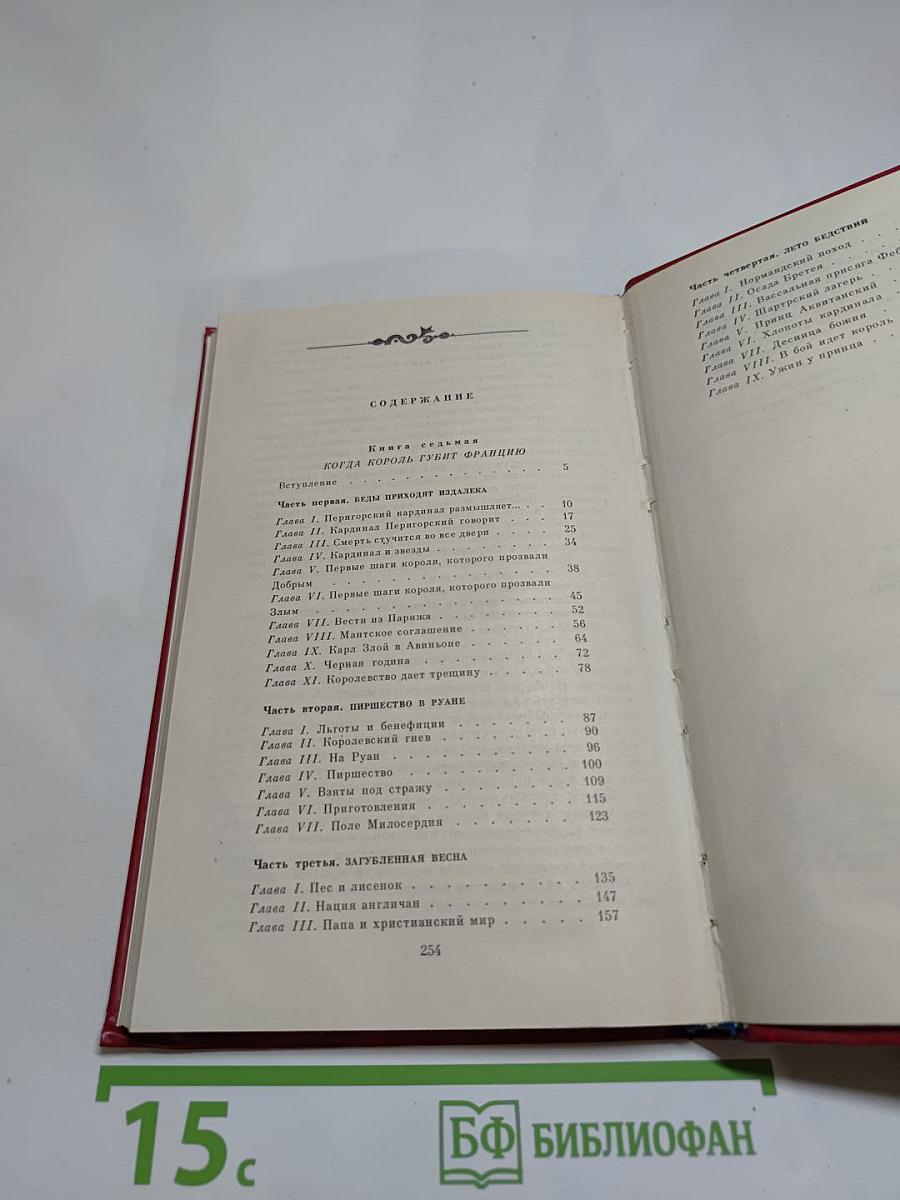 СОДЕРЖАНИЕ
Книга седьмая
КОГДА КОРОЛЬ ГУБИТ ФРАНЦИЮ
Вступление . . . . . . . . . . . . . . 5
Часть первая. БЕДЫ ПРИХОДЯТ ИЗДАЛЕКА
Глава I. Перигорский кардинал размышляет... . . 10
Глава II. Кардинал Перигорский говорит . . . 17
Глава III. Смерть стучится во все двери . . . . 25
Глава IV. Кардинал и звезды . . . . . . . . 34
Глава V. Первые шаги короля, которого прозвали
Добрым . . . . . . . . . . . . . . 38
Глава VI. Первые шаги короля, которого прозвали
Злым . . . . . . . . . . . . . . . 45
Глава VII. Вести из Парижа . . . . . . . . 52
Глава VIII. Мантское соглашение . . . . . . 56
Глава IX. Карл Злой в Авиньоне . . . . . . 64
Глава X. Черная година . . . . . . . . . 72
Глава XI. Королевство дает трещину . . . . . 78
Часть вторая. ПИРШЕСТВО В РУАНЕ
Глава I. Льготы и бенефиции . . . . . . . 87
Глава II. Королевский гнев . . . . . . . . 90
Глава III. На Руан . . . . . . . . . . . 96
Глава IV. Пиршество . . . . . . . . . . 100
Глава V. Взяты под стражу . . . . . . . . 109
Глава VI. Приготовления . . . . . . . . . 115
Глава VII. Поле Милосердия . . . . . . . 123
Часть третья. ЗАГУБЛЕННАЯ ВЕСНА
Глава I. Пес и лисенок . . . . . . . . . . 135
Глава II. Нация англичан . . . . . . . . . 147
Глава III. Папа и христианский мир . . . . . 157
254
Часть четвертая. ЛЕТО БЕДСТВИЙ
Глава I. Нормандский поход . . .
Глава II. Осада Бретея . . . . .
Глава III. Вассальная присяга Феб
Глава IV. Шартрский лагерь . .
Глава V. Принц Аквитанский .
Глава VI. Хлопоты кардинала .
Глава VII. Десница божия . .
Глава VIII. В бой идет король
Глава IX. Ужин у принца . .
15 с
БФ БИБЛИОФАН